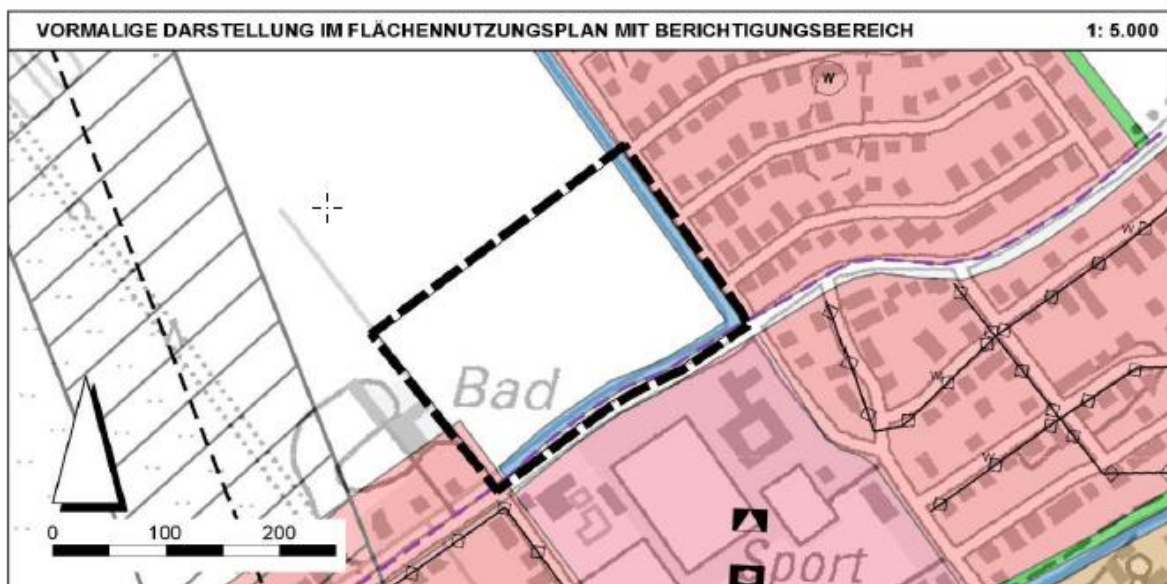 VORMALIGE DARSTELLUNG IM FLÄCHENNUTZUNGSPLAN MIT BERICHTIGUNGSBEREICH 1: 5.000
W
W
Bad
W
W
0 100 200
Sport